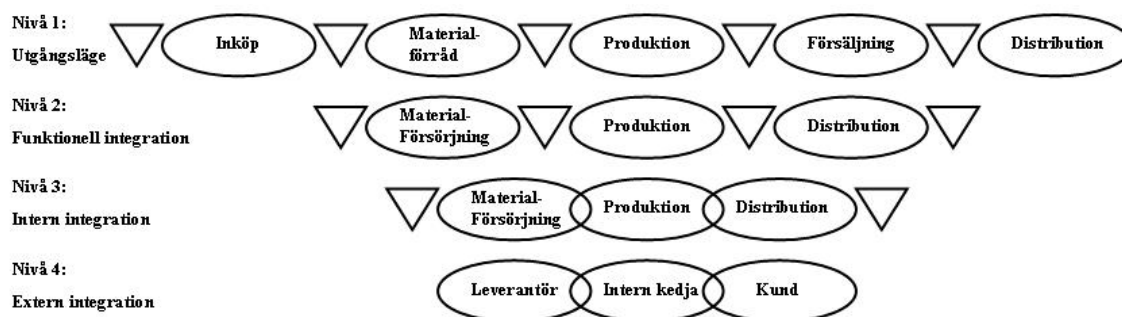 Nivå 1:
Utgångsläge
Inköp
Material-
förråd
Produktion
Försäljning
Distribution
Nivå 2:
Funktionell integration
Material-
Försörjning
Produktion
Distribution
Nivå 3:
Intern integration
Material-
Försörjning
Produktion
Distribution
Nivå 4:
Extern integration
Leverantör
Intern kedja
Kund